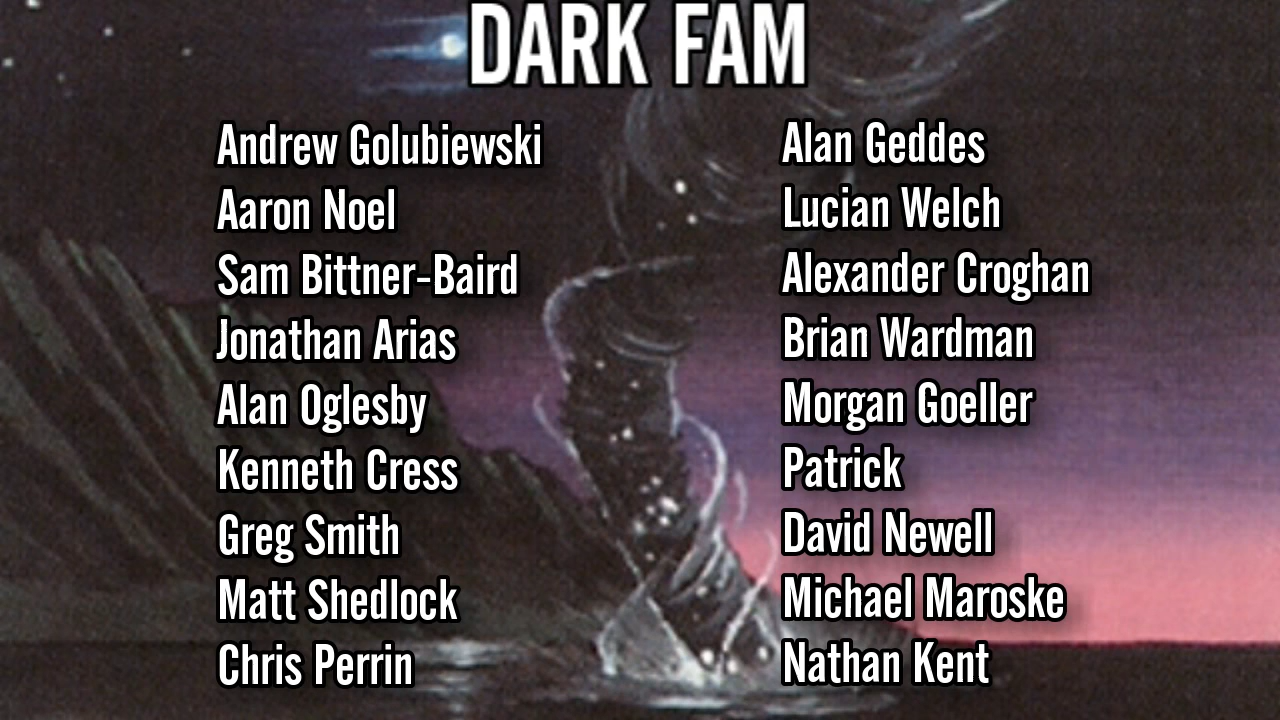 DARK FAM
Andrew Golubiewski
Aaron Noel
Sam Bittner-Baird
Jonathan Arias
Alan Oglesby
Kenneth Cress
Greg Smith
Matt Shedlock
Chris Perrin
Alan Geddes
Lucian Welch
Alexander Croghan
Brian Wardman
Morgan Goeller
Patrick
David Newell
Michael Maroske
Nathan Kent